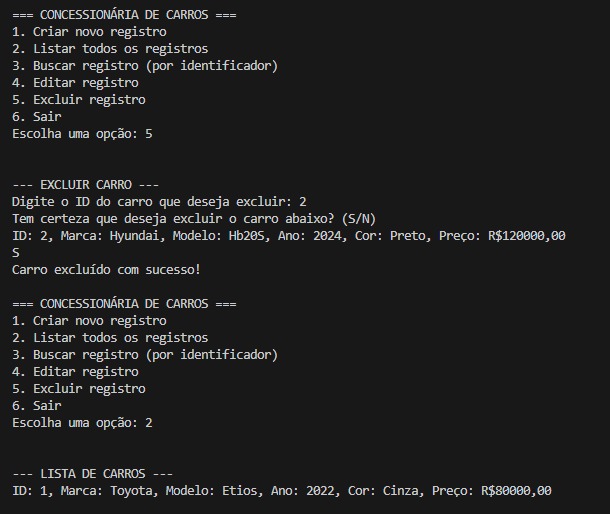 === CONCESSIONÁRIA DE CARROS ===
1. Criar novo registro
2. Listar todos os registros
3. Buscar registro (por identificador)
4. Editar registro
5. Excluir registro
6. Sair
Escolha uma opção: 5
--- EXCLUIR CARRO ---
Digite o ID do carro que deseja excluir: 2
Tem certeza que deseja excluir o carro abaixo? (S/N)
ID: 2, Marca: Hyundai, Modelo: Hb20S, Ano: 2024, Cor: Preto, Preço: R$120000,00
S
Carro excluído com sucesso!
=== CONCESSIONÁRIA DE CARROS ===
1. Criar novo registro
2. Listar todos os registros
3. Buscar registro (por identificador)
4. Editar registro
5. Excluir registro
6. Sair
Escolha uma opção: 2
--- LISTA DE CARROS ---
ID: 1, Marca: Toyota, Modelo: Etios, Ano: 2022, Cor: Cinza, Preço: R$80000,00